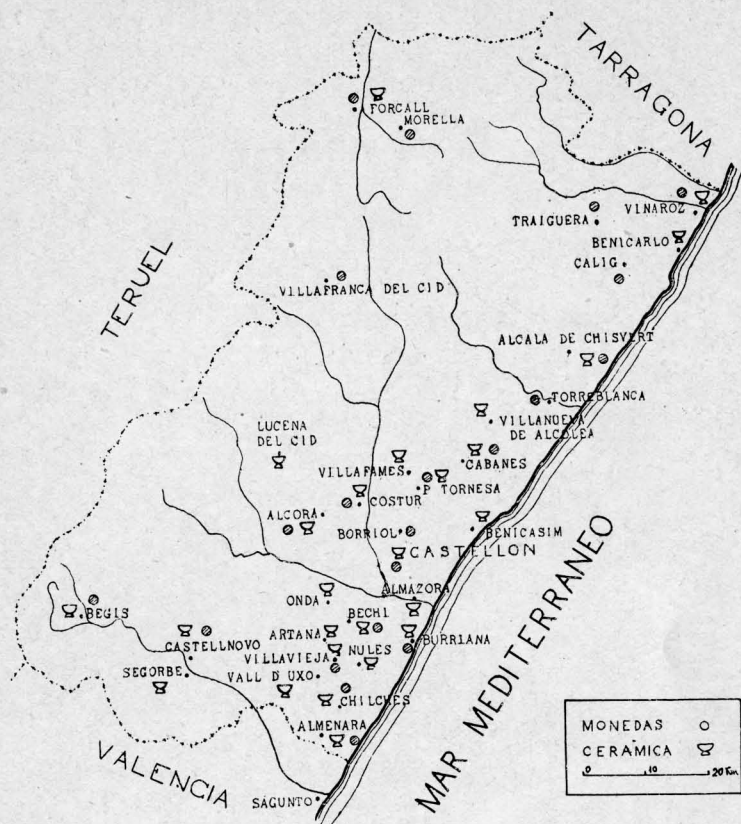 TARRAGONA
FORCALL
MORELLA
TRAIGUERA
VINAROZ
BENICARLO
CALIG
TERUEL
VILLAFRANCA DEL CID
ALCALA DE CHISVERT
TORREBLANCA
LUCENA
DEL CID
VILLANUEVA
DE ALCOLEA
CABANES
VILLAFAMES
P TORNESA
COSTUR
ALCORA
BORRIOL
BENICASIM
CASTELLON
ONDA
ALMAZORA
BECHI
BEGIS
ARTANA
BURRIANA
CASTELLNOVO
VILLAVIEJA
NULES
SEGORBE
VALL D'UXO
CHILCHES
ALMENARA
MAR MEDITERRANEO
VALENCIA
SAGUNTO
MONEDAS
CERAMICA
0 10 20 Km